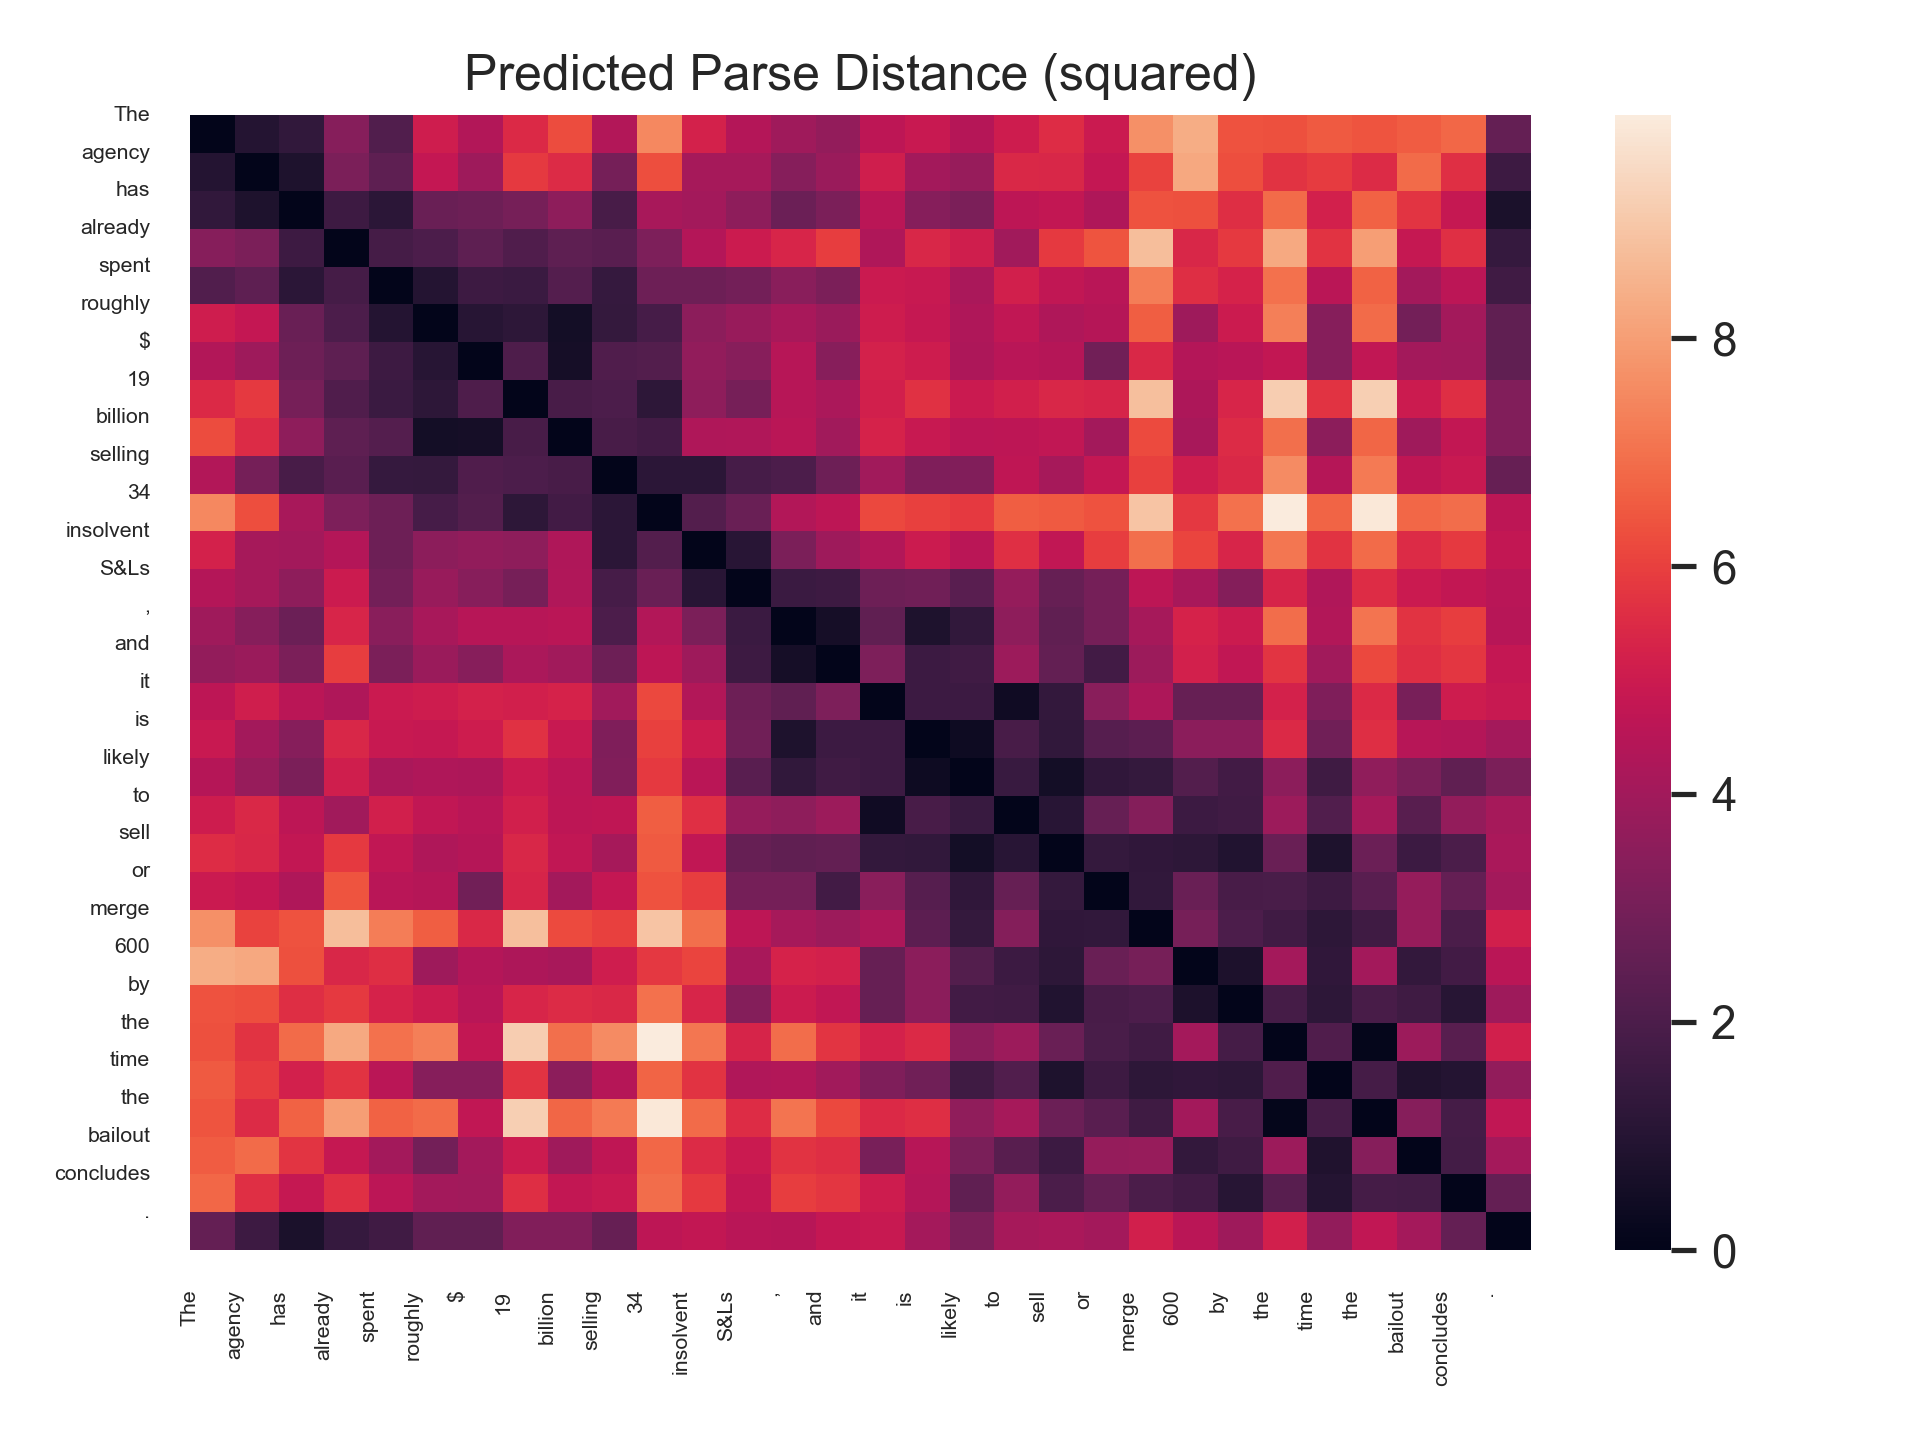 Predicted Parse Distance (squared)
The
agency
has
already
spent
roughly
$
19
billion
selling
34
insolvent
S&Ls
,
and
it
is
likely
to
sell
or
merge
600
by
the
time
the
bailout
concludes
.
8
6
4
2
0
The
agency
has
already
spent
roughly
$
19
billion
selling
34
insolvent
S&Ls
,
and
it
is
likely
to
sell
or
merge
600
by
the
time
the
bailout
concludes
.